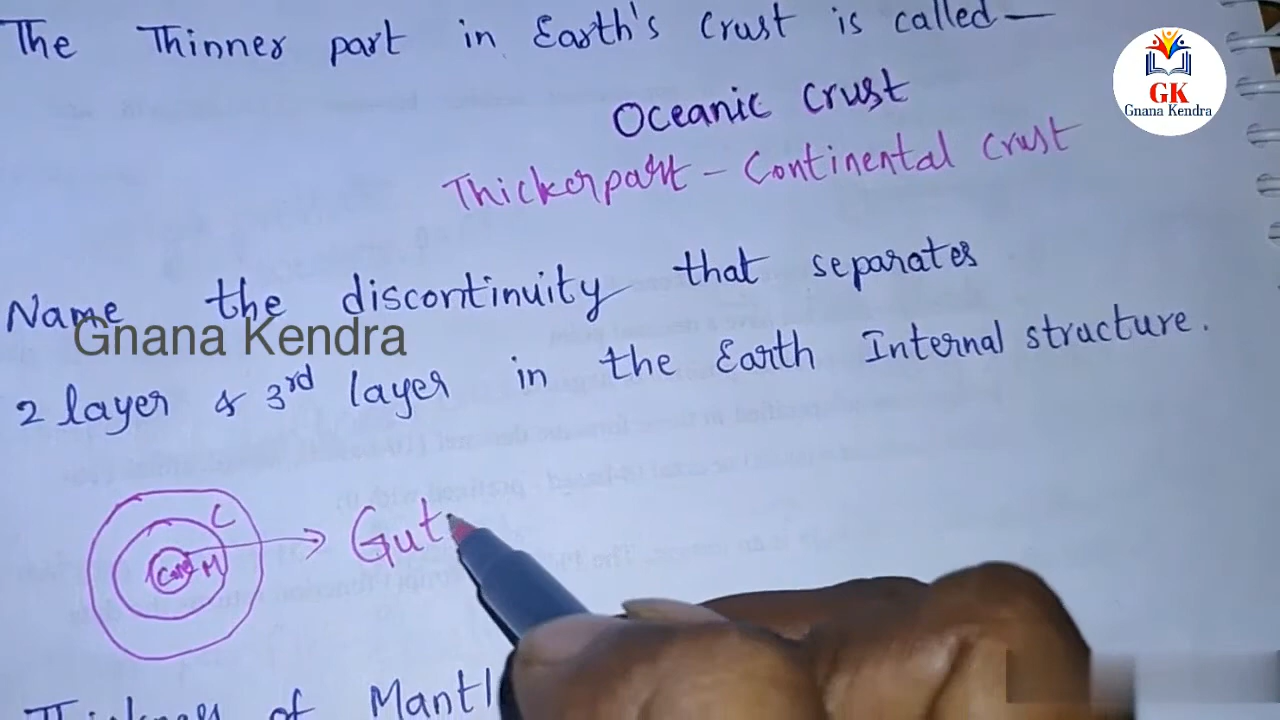 The Thinner part in Earth's Crust is called —
Oceanic Crust
Thickerpart - Continental Crust
GK
Gnana Kendra
Name the discontinuity that separates
Gnana Kendra
2 layer & 3rd layer in the Earth Internal structure.
C
M
Core
Gut
of Mantl